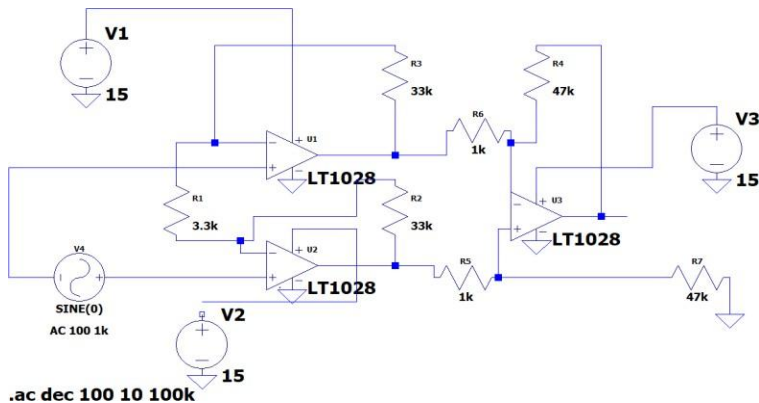 V1
15
R3
33k
R4
47k
R6
1k
V3
15
U1
LT1028
R1
3.3k
R2
33k
U3
LT1028
U2
LT1028
V4
SINE(0)
AC 100 1k
R5
1k
R7
47k
V2
15
.ac dec 100 10 100k